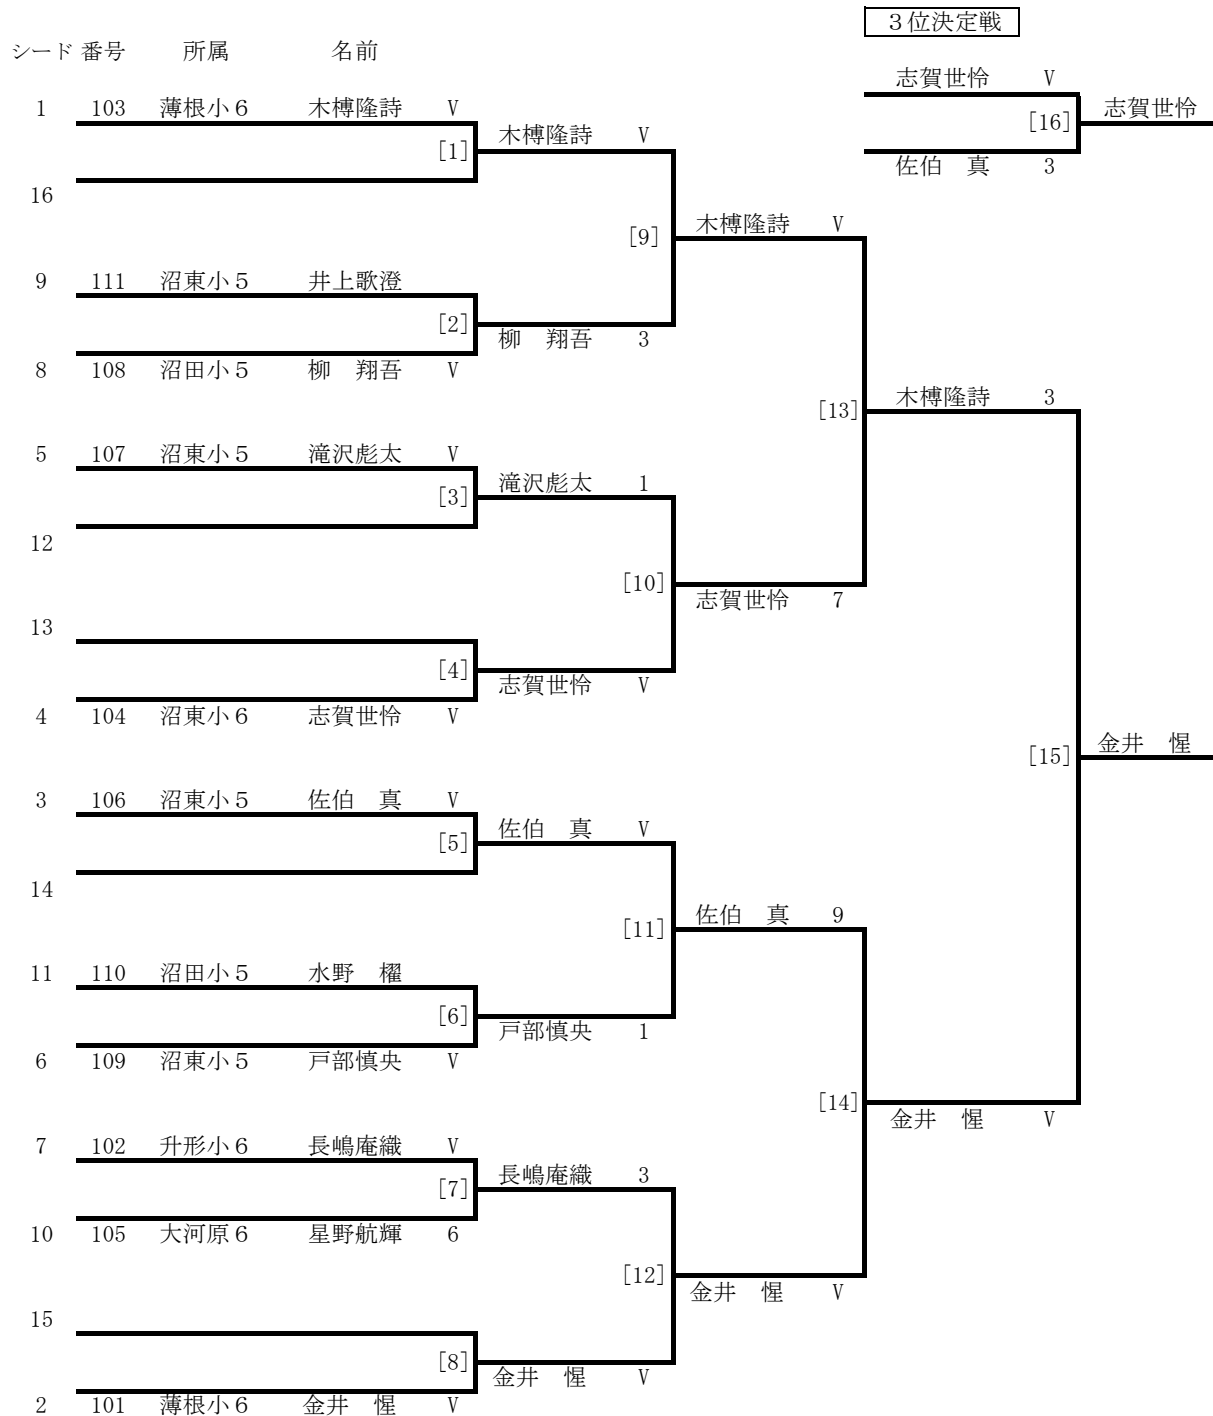 ３位決定戦
シード 番号 所属 名前
志賀世怜 V
1 103 薄根小６ 木榑隆詩 V
[16] 志賀世怜
木榑隆詩 V
[1]
佐伯　真 3
16
木榑隆詩 V
[9]
9 111 沼東小５ 井上歌澄
[2]
柳　翔吾 3
8 108 沼田小５ 柳　翔吾 V
木榑隆詩 3
[13]
5 107 沼東小５ 滝沢彪太 V
滝沢彪太 1
[3]
12
[10]
志賀世怜 7
13
[4]
志賀世怜 V
4 104 沼東小６ 志賀世怜 V
金井　惺
[15]
3 106 沼東小５ 佐伯　真 V
佐伯　真 V
[5]
14
佐伯　真 9
[11]
11 110 沼田小５ 水野　櫂
[6]
戸部慎央 1
6 109 沼東小５ 戸部慎央 V
[14]
金井　惺 V
7 102 升形小６ 長嶋庵織 V
長嶋庵織 3
[7]
10 105 大河原６ 星野航輝 6
[12]
金井　惺 V
15
[8]
金井　惺 V
2 101 薄根小６ 金井　惺 V